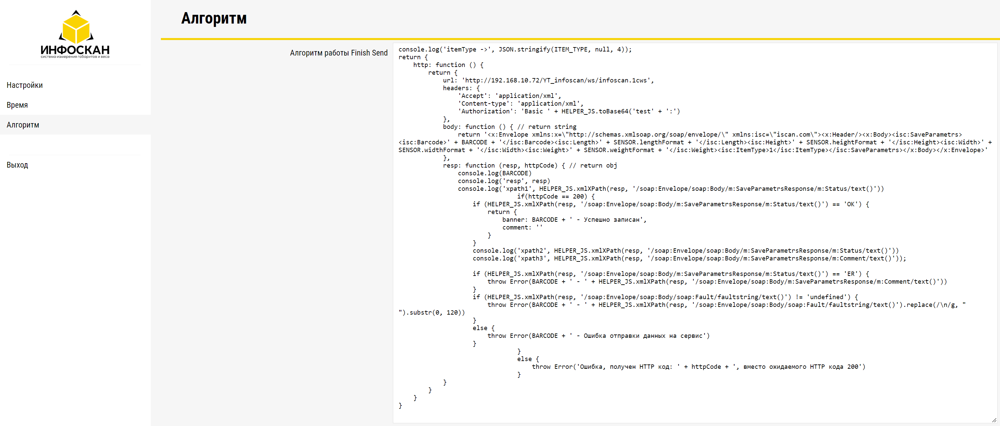 ИНФОСКАН
система измерения габаритов и веса
Настройки
Время
Алгоритм
Выход
Алгоритм
Алгоритм работы Finish Send
console.log('itemType ->', JSON.stringify(ITEM_TYPE, null, 4));
return {
    http: function () {
        return {
            url: 'http://192.168.10.72/YT_infoscan/ws/infoscan.1cws',
            headers: {
                'Accept': 'application/xml',
                'Content-type': 'application/xml',
                'Authorization': 'Basic ' + HELPER_JS.toBase64('test' + ':')
            },
            body: function () { // return string
                return '<x:Envelope xmlns:x=\"http://schemas.xmlsoap.org/soap/envelope/\" xmlns:isc=\"iscan.com\"><x:Header/><x:Body><isc:SaveParametrs>
<isc:Barcode>' + BARCODE + '</isc:Barcode><isc:Length>' + SENSOR.lengthFormat + '</isc:Length><isc:Height>' + SENSOR.heightFormat + '</isc:Height><isc:Width>' +
SENSOR.widthFormat + '</isc:Width><isc:Weight>' + SENSOR.weightFormat + '</isc:Weight><isc:ItemType>1</isc:ItemType></isc:SaveParametrs></x:Body></x:Envelope>'
            },
            resp: function (resp, httpCode) { // return obj
                console.log(BARCODE)
                console.log('resp', resp)
                console.log('xpath1', HELPER_JS.xmlXPath(resp, '/soap:Envelope/soap:Body/m:SaveParametrsResponse/m:Status/text()'))
                                if(httpCode == 200) {
                    if (HELPER_JS.xmlXPath(resp, '/soap:Envelope/soap:Body/m:SaveParametrsResponse/m:Status/text()') == 'OK') {
                        return {
                            banner: BARCODE + ' - Успешно записан',
                            comment: ''
                        }
                    }
                    console.log('xpath2', HELPER_JS.xmlXPath(resp, '/soap:Envelope/soap:Body/m:SaveParametrsResponse/m:Status/text()'))
                    console.log('xpath3', HELPER_JS.xmlXPath(resp, '/soap:Envelope/soap:Body/m:SaveParametrsResponse/m:Comment/text()'));
                    if (HELPER_JS.xmlXPath(resp, '/soap:Envelope/soap:Body/m:SaveParametrsResponse/m:Status/text()') == 'ER') {
                        throw Error(BARCODE + ' - ' + HELPER_JS.xmlXPath(resp, '/soap:Envelope/soap:Body/m:SaveParametrsResponse/m:Comment/text()'))
                    }
                    if (HELPER_JS.xmlXPath(resp, '/soap:Envelope/soap:Body/soap:Fault/faultstring/text()') != 'undefined') {
                        throw Error(BARCODE + ' - ' + HELPER_JS.xmlXPath(resp, '/soap:Envelope/soap:Body/soap:Fault/faultstring/text()').replace(/\n/g, "
").substr(0, 120))
                    }
                    else {
                        throw Error(BARCODE + ' - Ошибка отправки данных на сервис')
                    }
                                }
                                else {
                                    throw Error('Ошибка, получен HTTP код: ' + httpCode + ', вместо ожидаемого HTTP кода 200')
                                }
            }
        }
    }
}